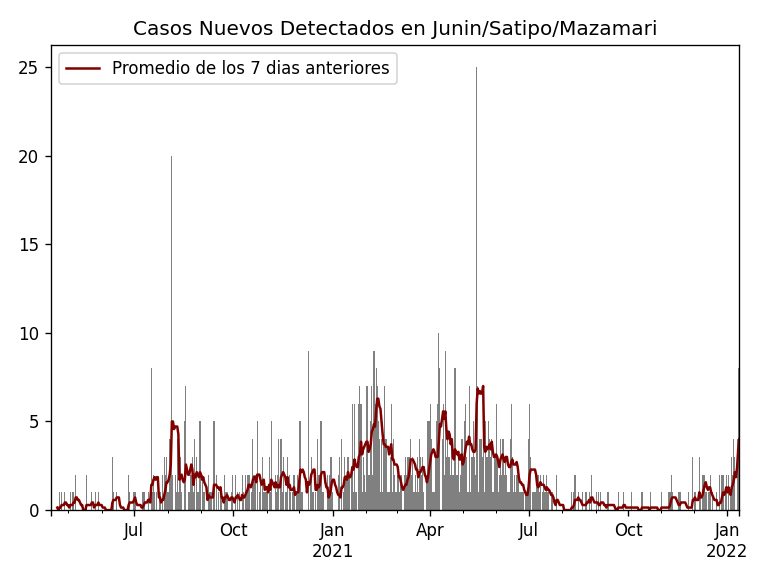 Casos Nuevos Detectados en Junin/Satipo/Mazamari
Promedio de los 7 dias anteriores
25
20
15
10
5
0
Jul
Oct
Jan
2021
Apr
Jul
Oct
Jan
2022